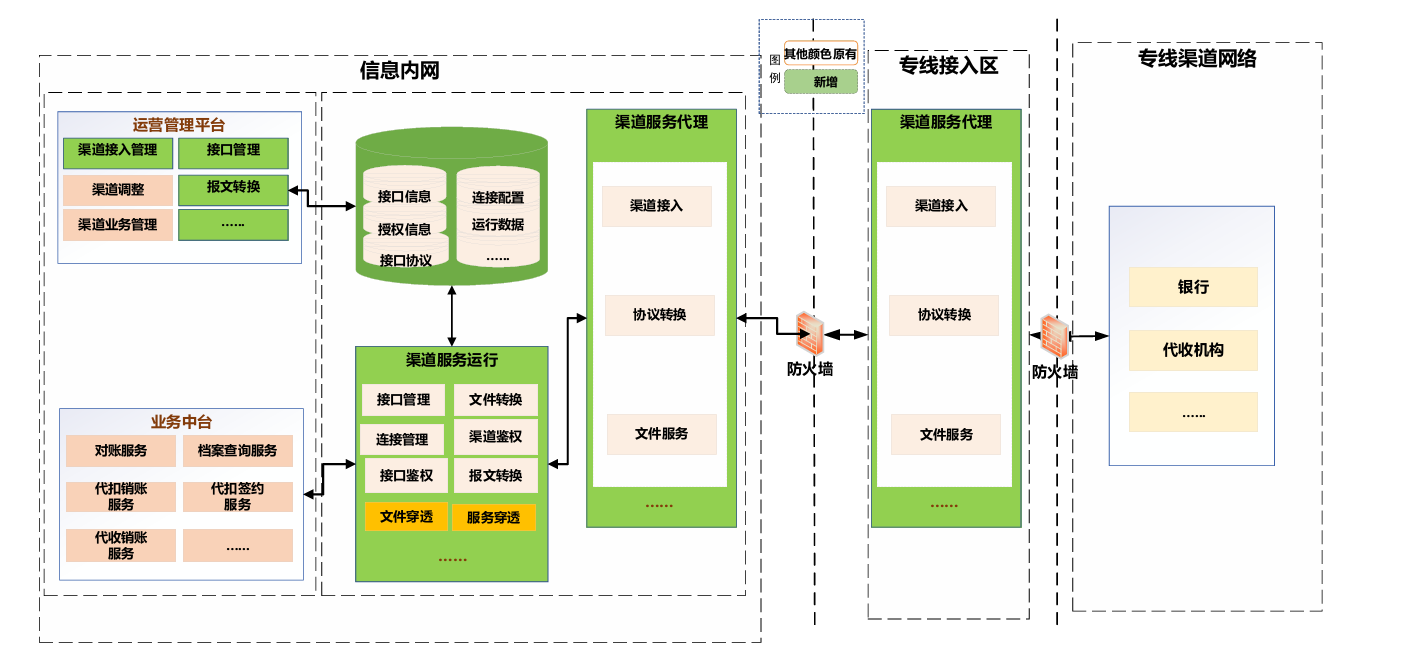 信息内网
运营管理平台
渠道接入管理
接口管理
渠道调整
报文转换
渠道业务管理
……
业务中台
对账服务
档案查询服务
代扣销账
服务
代扣签约
服务
代收销账
服务
……
接口信息
授权信息
接口协议
连接配置
运行数据
……
渠道服务运行
接口管理
文件转换
连接管理
渠道鉴权
接口鉴权
报文转换
文件穿透
服务穿透
……
渠道服务代理
渠道接入
协议转换
文件服务
……
图
例
其他颜色原有
新增
防火墙
专线接入区
渠道服务代理
渠道接入
协议转换
文件服务
……
防火墙
专线渠道网络
银行
代收机构
……